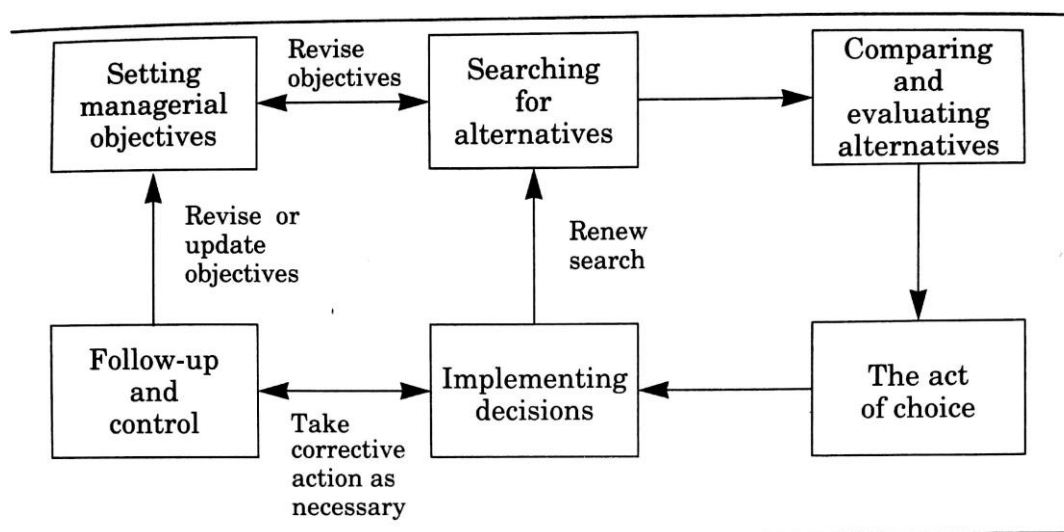 Setting
managerial
objectives
Revise
objectives
Searching
for
alternatives
Comparing
and
evaluating
alternatives
Revise or
update
objectives
Renew
search
Follow-up
and
control
Take
corrective
action as
necessary
Implementing
decisions
The act
of choice